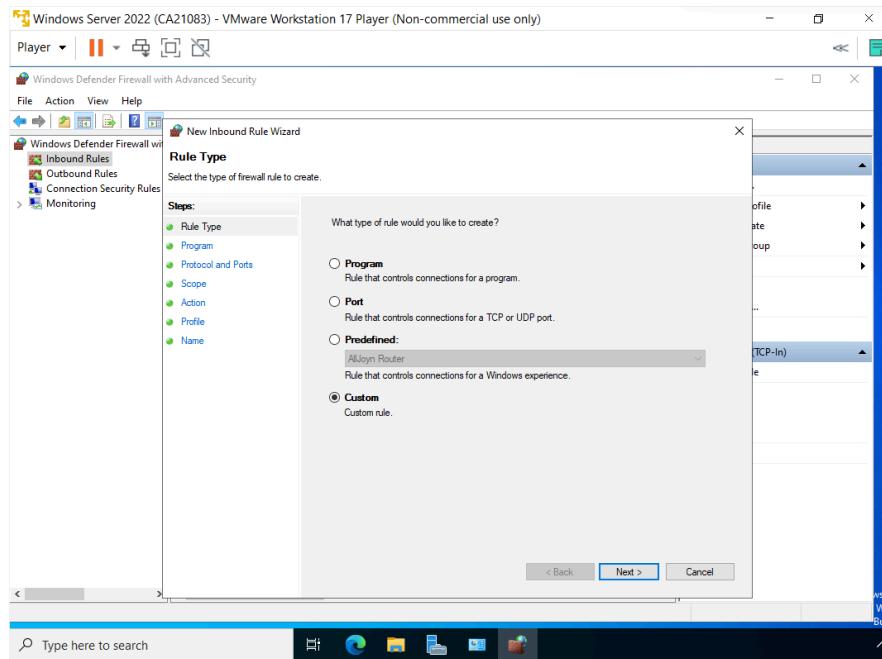 Windows Server 2022 (CA21083) - VMware Workstation 17 Player (Non-commercial use only)
Player
Windows Defender Firewall with Advanced Security
File Action View Help
Windows Defender Firewall wi
Inbound Rules
Outbound Rules
Connection Security Rules
Monitoring
New Inbound Rule Wizard
Rule Type
Select the type of firewall rule to create.
Steps:
Rule Type
Program
Protocol and Ports
Scope
Action
Profile
Name
What type of rule would you like to create?
Program
Rule that controls connections for a program.
Port
Rule that controls connections for a TCP or UDP port.
Predefined:
AllJoyn Router
Rule that controls connections for a Windows experience.
Custom
Custom rule.
< Back Next > Cancel
ofile
ate
oup
...
(TCP-In)
le
Type here to search